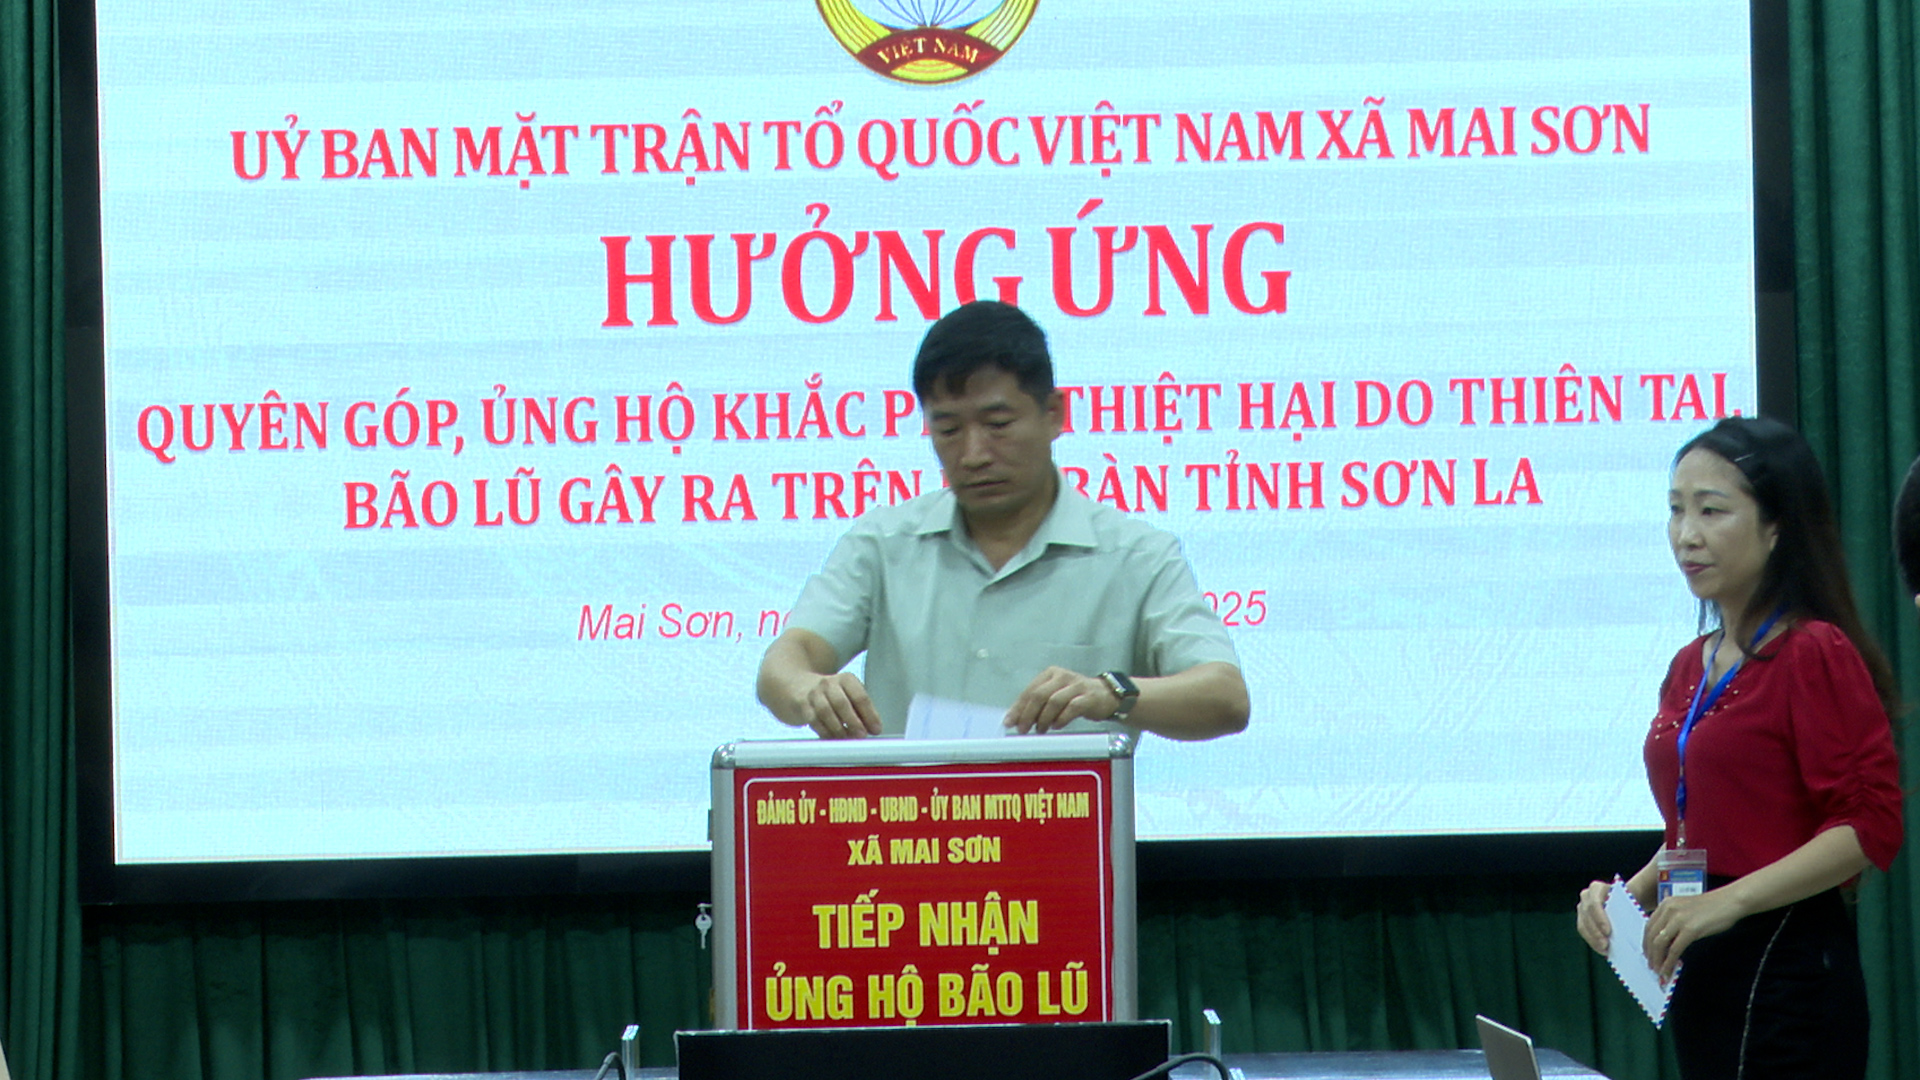 VIỆT NAM
UỶ BAN MẶT TRẬN TỔ QUỐC VIỆT NAM XÃ MAI SƠN
HƯỞNG ỨNG
QUYÊN GÓP, ỦNG HỘ KHẮC THIỆT HẠI DO THIÊN TAI,
BÃO LŨ GÂY RA TRÊN BÀN TỈNH SƠN LA
Mai Sơn,
ĐẢNG ỦY - HĐND - UBND - ỦY BAN MTTQ VIỆT NAM
XÃ MAI SƠN
TIẾP NHẬN
ỦNG HỘ BÃO LŨ